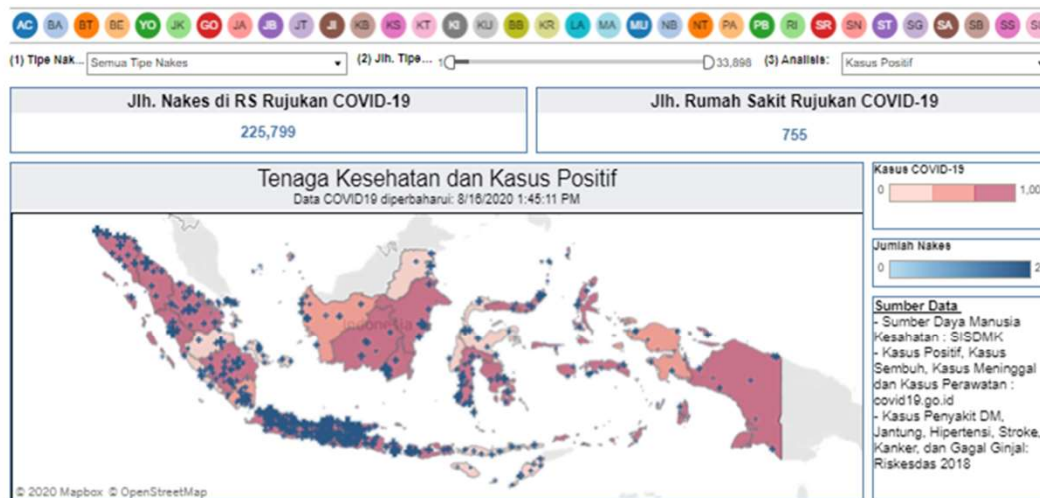 AC BA BT BE YO JK GO JA JB JT JI KB KS KT KI KU BB KR LA MA MU NB NT PA PB RI SR SN ST SG SA SB SS
(1) Tipe Nak... Semua Tipe Nakes (2) Jlh. Tipe... 1 33,898 (3) Analisis: Kasus Positif
Jlh. Nakes di RS Rujukan COVID-19
225,799
Jlh. Rumah Sakit Rujukan COVID-19
755
Tenaga Kesehatan dan Kasus Positif
Data COVID19 diperbaharui: 8/16/2020 1:45:11 PM
Indonesia
© 2020 Mapbox © OpenStreetMap
Kasus COVID-19
0 1,00
Jumlah Nakes
0 2
Sumber Data
- Sumber Daya Manusia
Kesahatan : SISDMK
- Kasus Positif, Kasus
Sembuh, Kasus Meninggal
dan Kasus Perawatan :
covid19.go.id
- Kasus Penyakit DM,
Jantung, Hipertensi, Stroke,
Kanker, dan Gagal Ginjal:
Riskesdas 2018